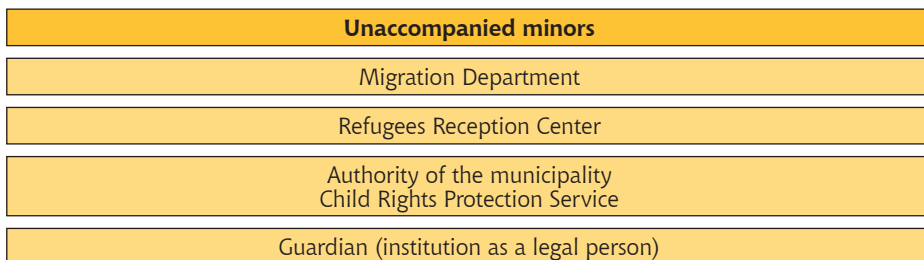 Unaccompanied minors
Migration Department
Refugees Reception Center
Authority of the municipality
Child Rights Protection Service
Guardian (institution as a legal person)